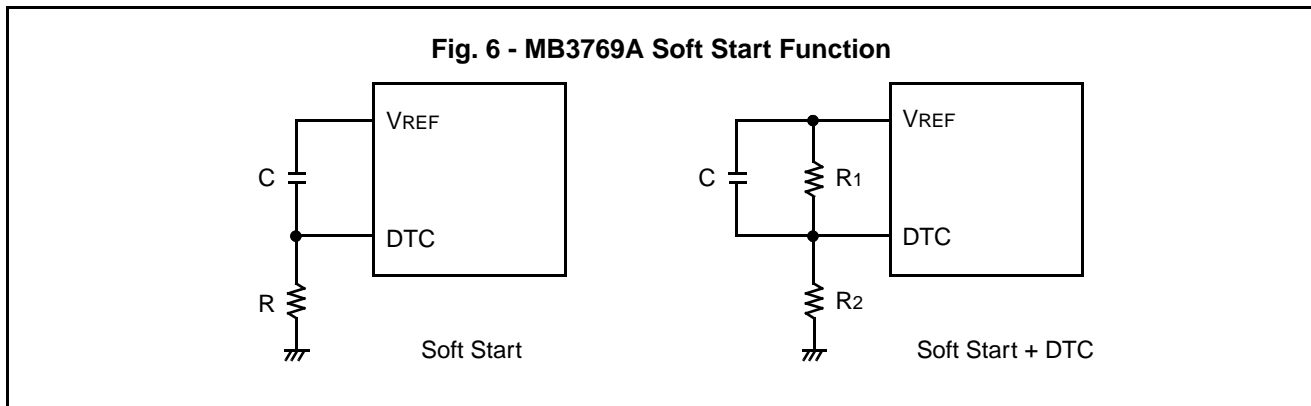 Fig. 6 - MB3769A Soft Start Function
VREF
C
DTC
R
Soft Start
VREF
C
R1
DTC
R2
Soft Start + DTC